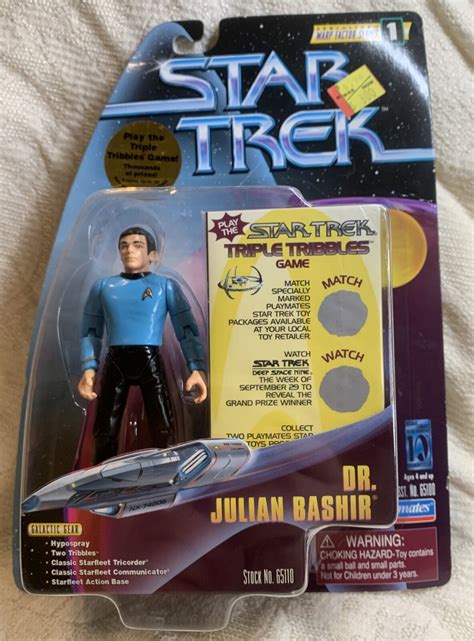 WARP FACTOR SERIES 1
STAR
TREK
Play the
Triple
Tribbles Game!
Thousands
of prizes!
PLAY THE
STAR TREK
TRIPLE TRIBBLES
GAME
MATCH
SPECIALLY
MARKED
PLAYMATES
STAR TREK TOY
PACKAGES AVAILABLE
AT YOUR LOCAL
TOY RETAILER.
MATCH
WATCH
STAR TREK
DEEP SPACE NINE
THE WEEK OF
SEPTEMBER 29 TO
REVEAL THE
GRAND PRIZE WINNER
WATCH
COLLECT
TWO PLAYMATES STAR
NX-74205
DR.
JULIAN BASHIR
GALACTIC GEAR
• Hypospray
• Two Tribbles
• Classic Starfleet Tricorder
• Classic Starfleet Communicator
• Starfleet Action Base
STOCK NO. 65110
Ages 4 and up
ASST. NO. 65100
mates
WARNING:
CHOKING HAZARD-Toy contains
a small ball and small parts.
Not for Children under 3 years.